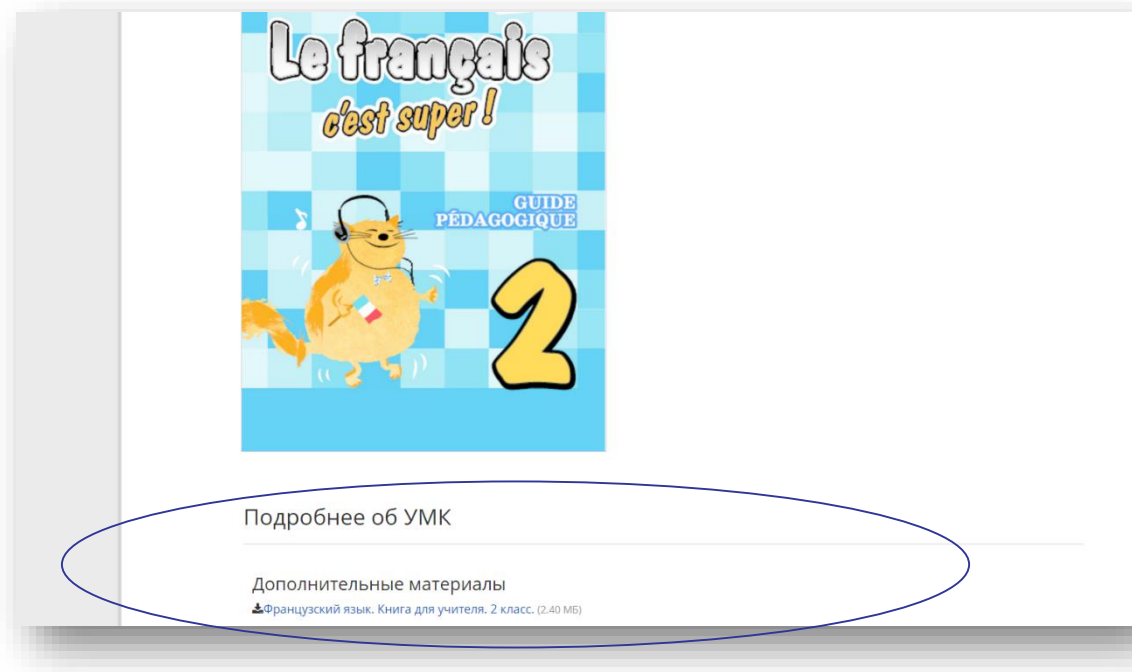 Le français
c'est super !
GUIDE
PÉDAGOGIQUE
2
Подробнее об УМК
Дополнительные материалы
Французский язык. Книга для учителя. 2 класс. (2.40 МБ)